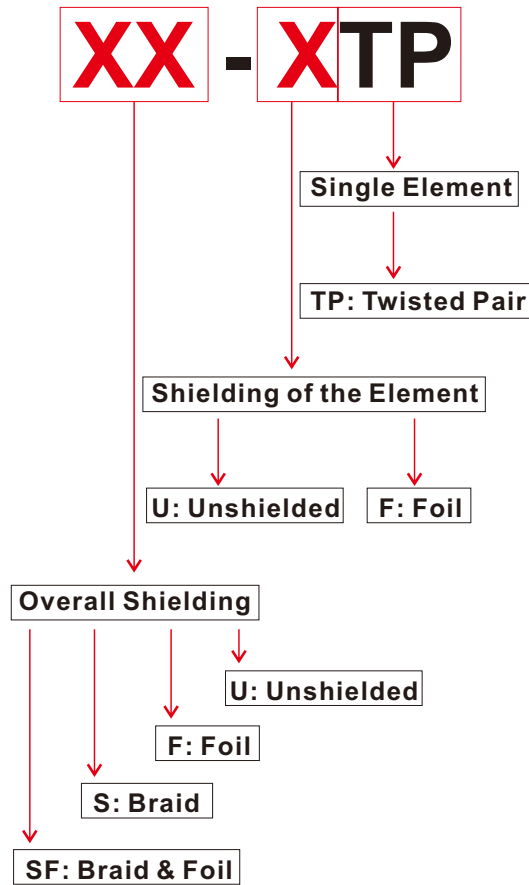 XX - XTP
Single Element
TP: Twisted Pair
Shielding of the Element
U: Unshielded
F: Foil
Overall Shielding
U: Unshielded
F: Foil
S: Braid
SF: Braid & Foil